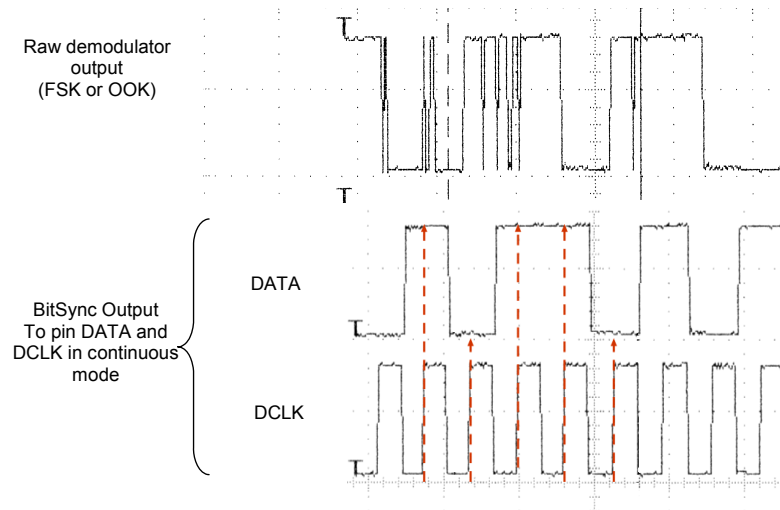 Raw demodulator
output
(FSK or OOK)
DATA
BitSync Output
To pin DATA and
DCLK in continuous
mode
DCLK